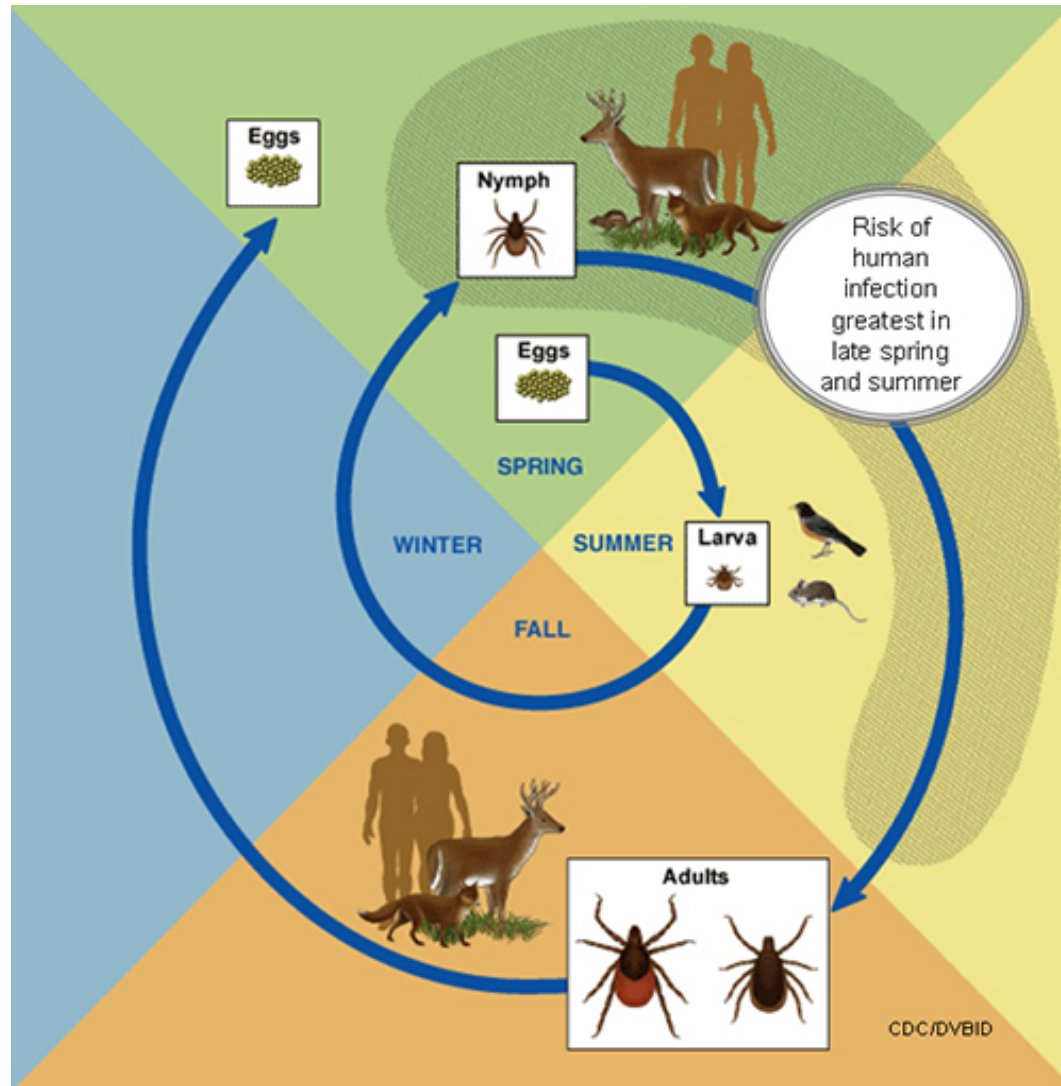 Eggs
Nymph
Risk of
human
infection
greatest in
late spring
and summer
Eggs
SPRING
WINTER
SUMMER
Larva
FALL
Adults
CDC/DVBID